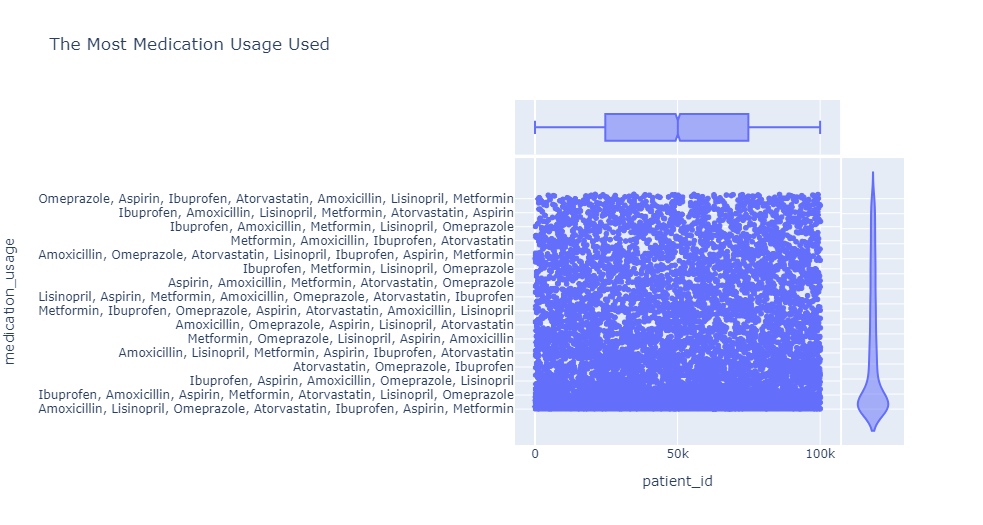 The Most Medication Usage Used
Omeprazole, Aspirin, Ibuprofen, Atorvastatin, Amoxicillin, Lisinopril, Metformin
Ibuprofen, Amoxicillin, Lisinopril, Metformin, Atorvastatin, Aspirin
Ibuprofen, Amoxicillin, Metformin, Lisinopril, Omeprazole
Metformin, Amoxicillin, Ibuprofen, Atorvastatin
Amoxicillin, Omeprazole, Atorvastatin, Lisinopril, Ibuprofen, Aspirin, Metformin
Ibuprofen, Metformin, Lisinopril, Omeprazole
Aspirin, Amoxicillin, Metformin, Atorvastatin, Omeprazole
Lisinopril, Aspirin, Metformin, Amoxicillin, Omeprazole, Atorvastatin, Ibuprofen
Metformin, Ibuprofen, Omeprazole, Aspirin, Atorvastatin, Amoxicillin, Lisinopril
Amoxicillin, Omeprazole, Aspirin, Lisinopril, Atorvastatin
Metformin, Omeprazole, Lisinopril, Aspirin, Amoxicillin
Amoxicillin, Lisinopril, Metformin, Aspirin, Ibuprofen, Atorvastatin
Atorvastatin, Omeprazole, Ibuprofen
Ibuprofen, Aspirin, Amoxicillin, Omeprazole, Lisinopril
Ibuprofen, Amoxicillin, Aspirin, Metformin, Atorvastatin, Lisinopril, Omeprazole
Amoxicillin, Lisinopril, Omeprazole, Atorvastatin, Ibuprofen, Aspirin, Metformin
medication_usage
0 50k 100k
patient_id